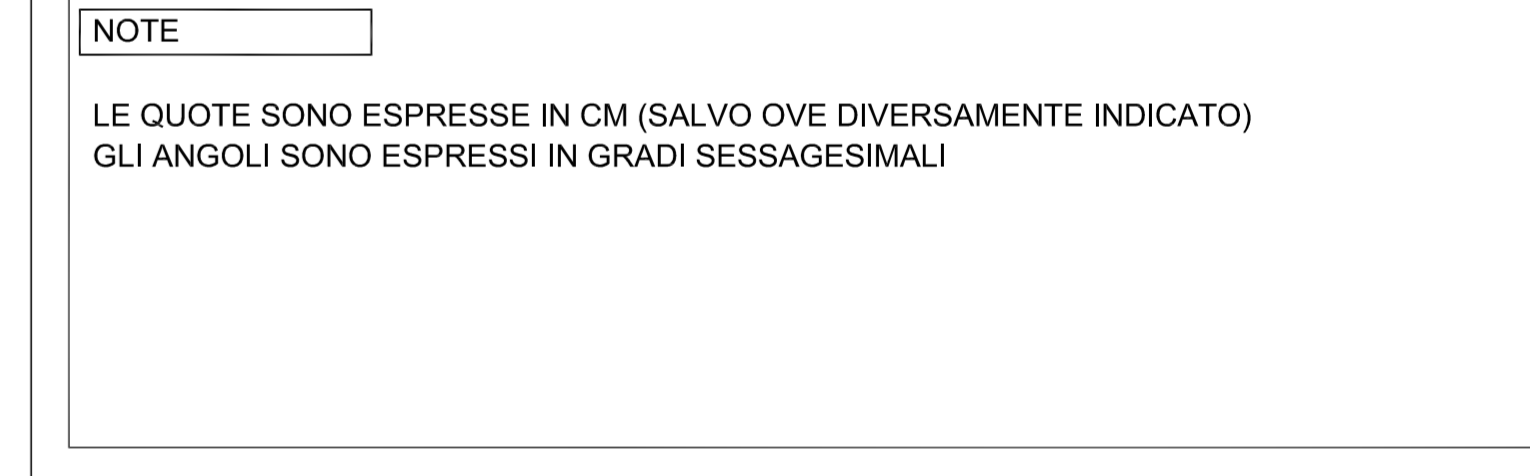 NOTE
LE QUOTE SONO ESPRESSE IN CM (SALVO OVE DIVERSAMENTE INDICATO)
GLI ANGOLI SONO ESPRESSI IN GRADI SESSAGESIMALI